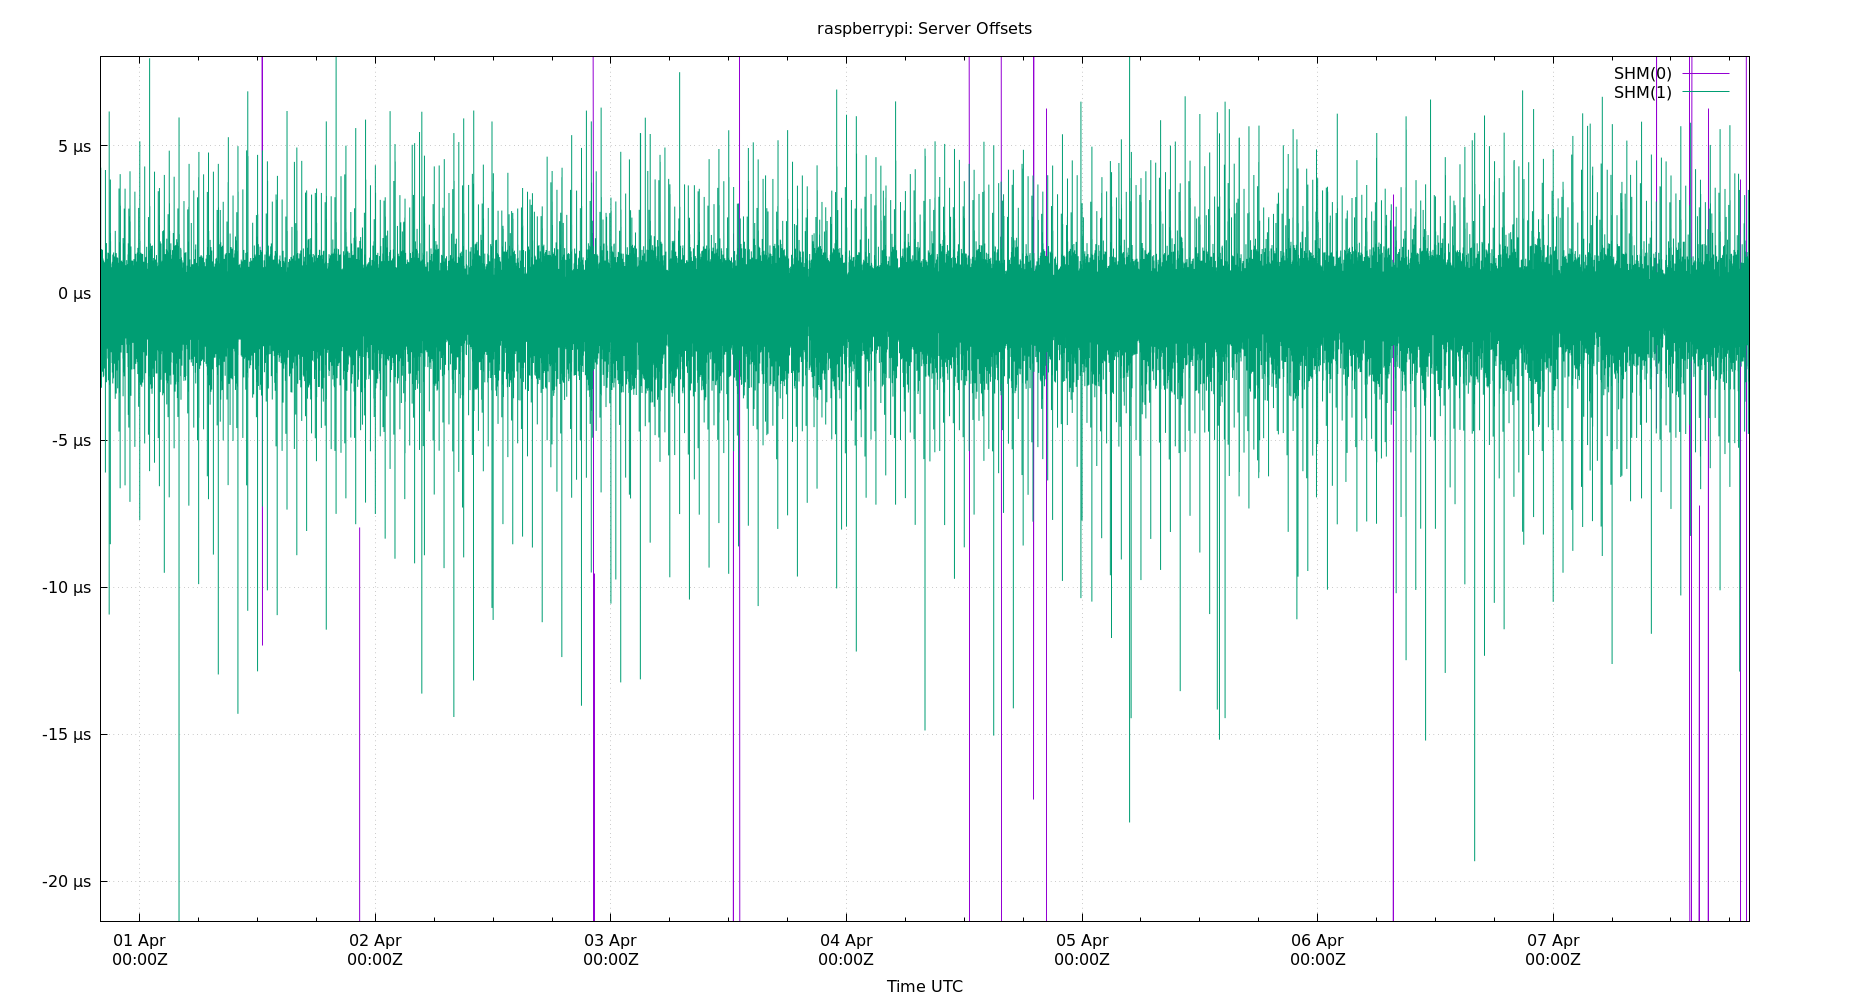 raspberrypi: Server Offsets
SHM(0)
SHM(1)
5 µs
0 µs
-5 µs
-10 µs
-15 µs
-20 µs
01 Apr 02 Apr 03 Apr 04 Apr 05 Apr 06 Apr 07 Apr
00:00Z 00:00Z 00:00Z 00:00Z 00:00Z 00:00Z 00:00Z
Time UTC